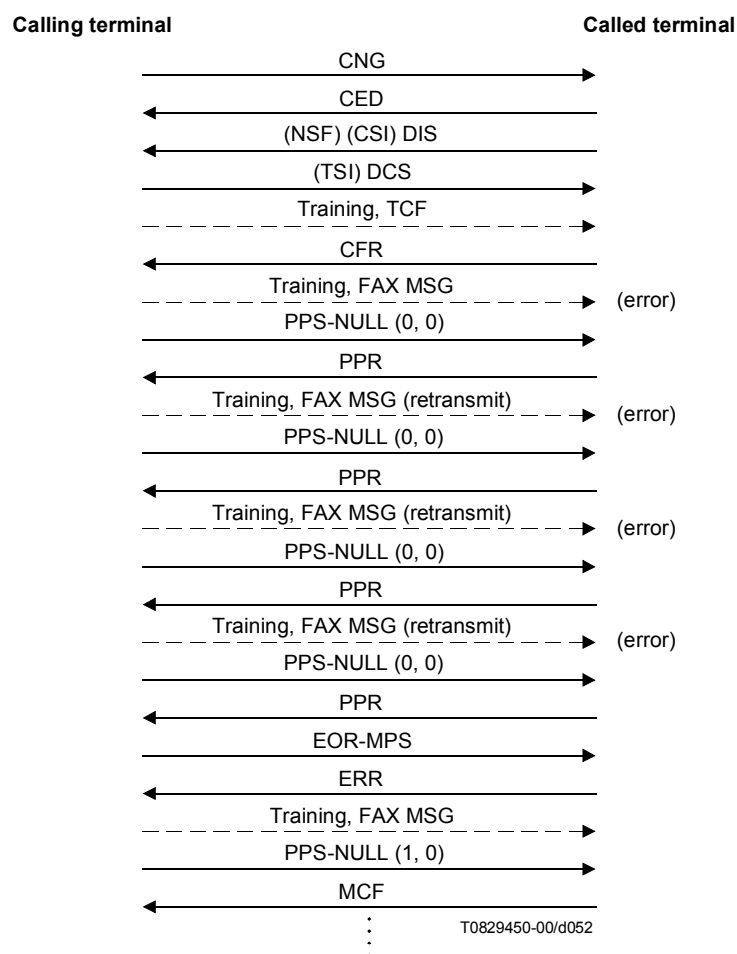 Calling terminal
Called terminal
CNG
CED
(NSF) (CSI) DIS
(TSI) DCS
Training, TCF
CFR
Training, FAX MSG
(error)
PPS-NULL (0, 0)
PPR
Training, FAX MSG (retransmit)
(error)
PPS-NULL (0, 0)
PPR
Training, FAX MSG (retransmit)
(error)
PPS-NULL (0, 0)
PPR
Training, FAX MSG (retransmit)
(error)
PPS-NULL (0, 0)
PPR
EOR-MPS
ERR
Training, FAX MSG
PPS-NULL (1, 0)
MCF
T0829450-00/d052